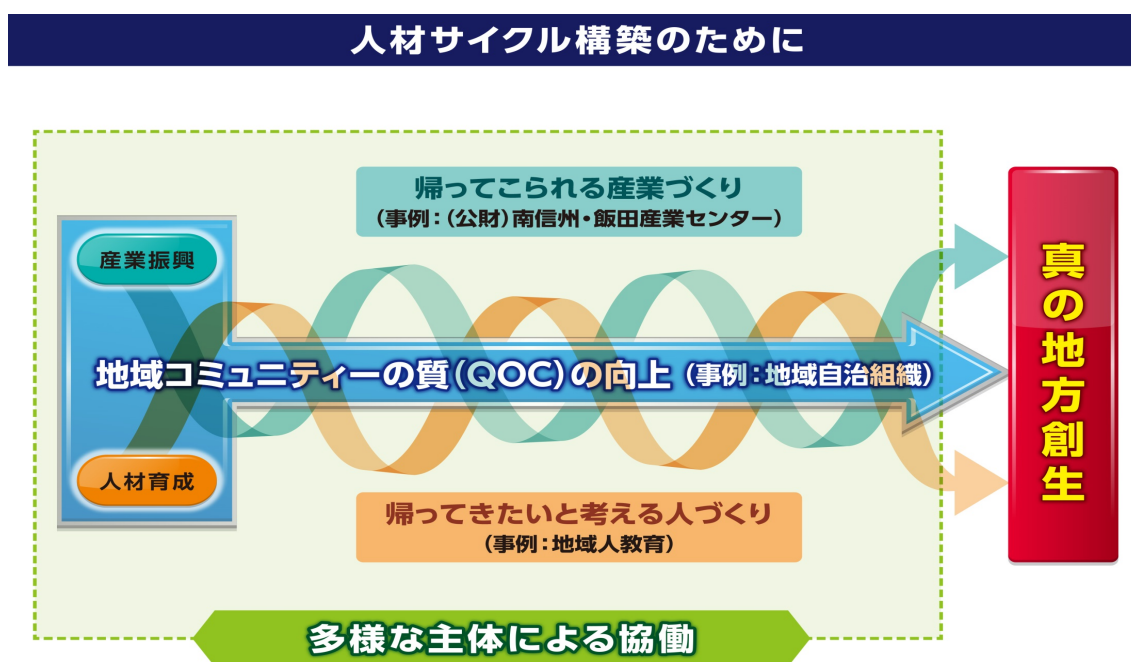 人材サイクル構築のために
帰ってこられる産業づくり
(事例：(公財)南信州・飯田産業センター)
産業振興
地域コミュニティーの質(QOC)の向上(事例：地域自治組織)
人材育成
帰ってきたいと考える人づくり
(事例：地域人教育)
真の地方創生
多様な主体による協働